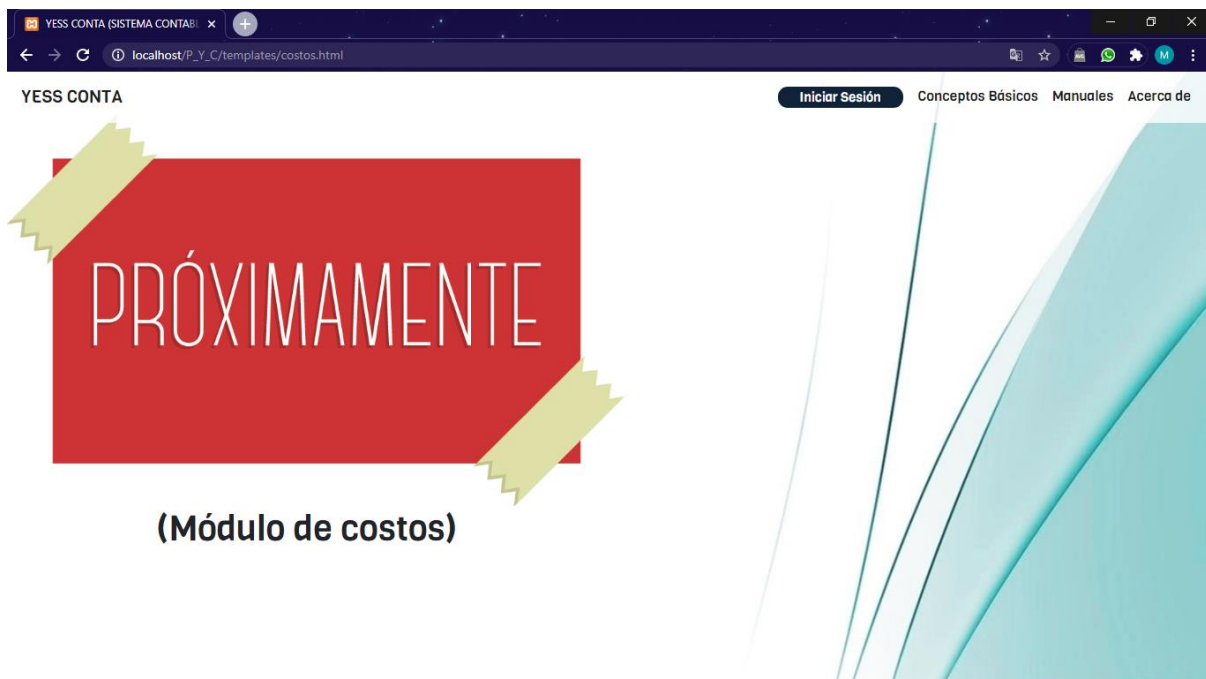 YESS CONTA (SISTEMA CONTABL
localhost/P_Y_C/templates/costos.html
M
YESS CONTA
Iniciar Sesión
Conceptos Básicos
Manuales
Acerca de
PRÓXIMAMENTE
(Módulo de costos)